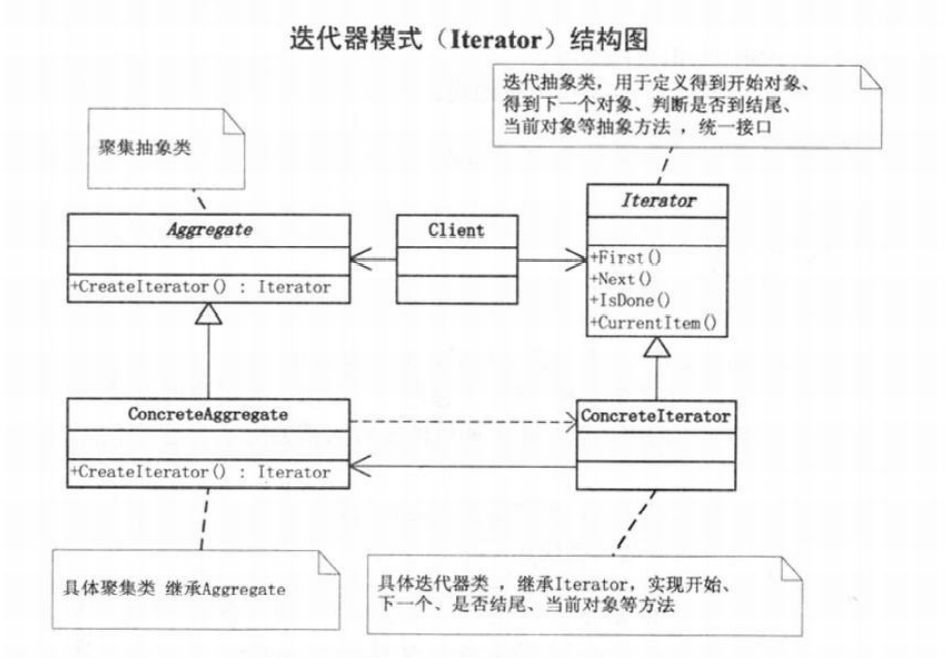 迭代器模式（Iterator）结构图
迭代抽象类，用于定义得到开始对象、
得到下一个对象、判断是否到结尾、
当前对象等抽象方法 ，统一接口
聚集抽象类
Iterator
Aggregate
Client
+First()
+Next()
+CreateIterator() : Iterator
+IsDone()
+CurrentItem()
ConcreteAggregate
ConcreteIterator
+CreateIterator() : Iterator
具体聚集类 继承Aggregate
具体迭代器类 ，继承Iterator，实现开始、
下一个、是否结尾、当前对象等方法